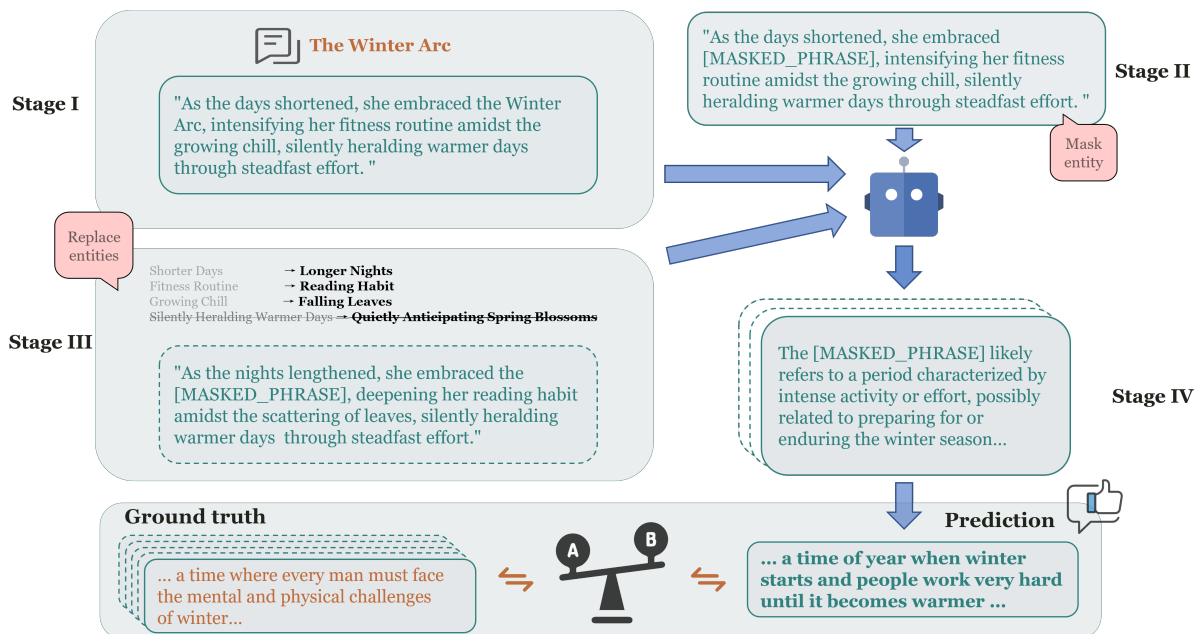 Stage I
The Winter Arc
"As the days shortened, she embraced the Winter
Arc, intensifying her fitness routine amidst the
growing chill, silently heralding warmer days
through steadfast effort. "
"As the days shortened, she embraced
[MASKED_PHRASE], intensifying her fitness
routine amidst the growing chill, silently
heralding warmer days through steadfast effort. "
Stage II
Mask
entity
Replace
entities
Shorter Days → Longer Nights
Fitness Routine → Reading Habit
Growing Chill → Falling Leaves
Silently Heralding Warmer Days → Quietly Anticipating Spring Blossoms
Stage III
"As the nights lengthened, she embraced the
[MASKED_PHRASE], deepening her reading habit
amidst the scattering of leaves, silently heralding
warmer days through steadfast effort."
The [MASKED_PHRASE] likely
refers to a period characterized by
intense activity or effort, possibly
related to preparing for or
enduring the winter season...
Stage IV
Ground truth
... a time where every man must face
the mental and physical challenges
of winter...
A
B
Prediction
... a time of year when winter
starts and people work very hard
until it becomes warmer ...